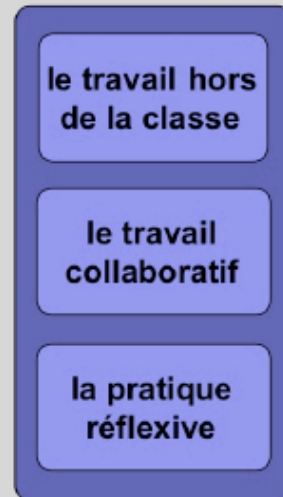 le travail hors
de la classe
le travail
collaboratif
la pratique
réflexive